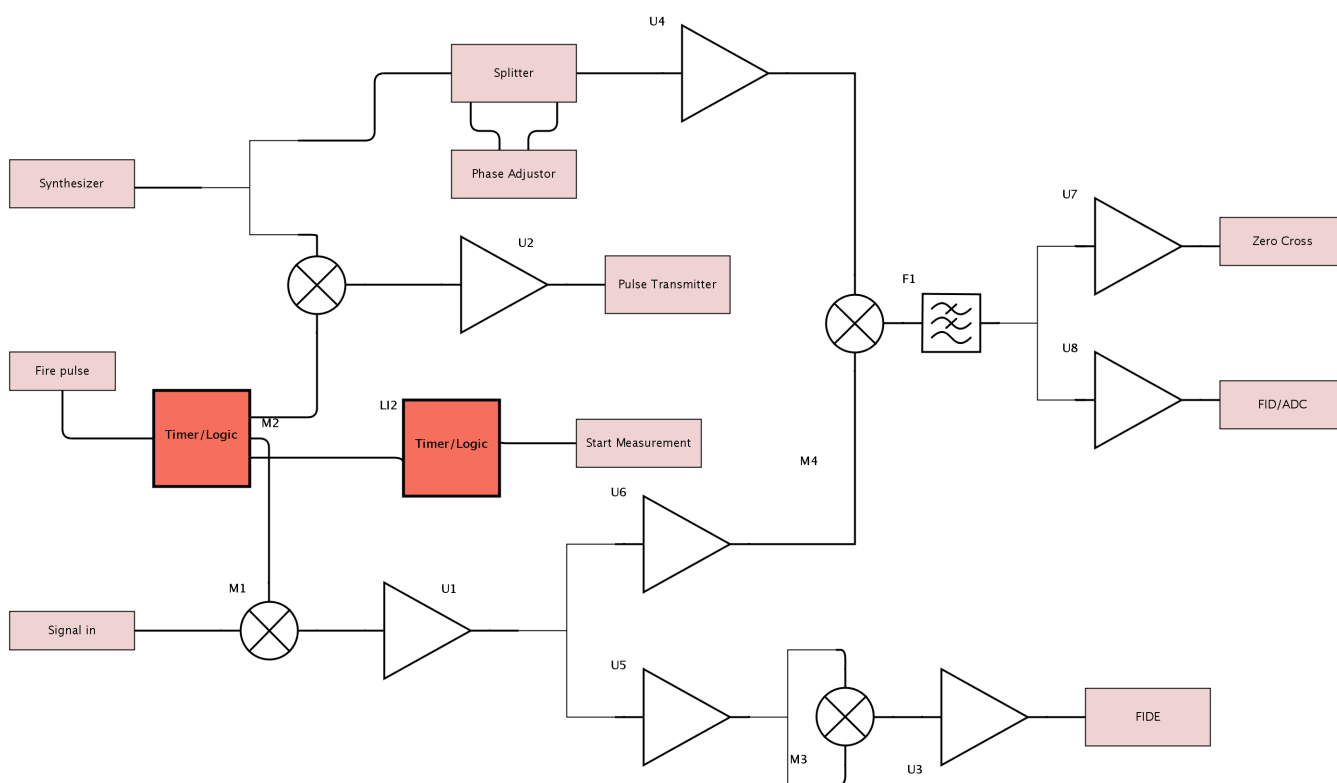 U4
Splitter
Phase Adjustor
Synthesizer
U2
Pulse Transmitter
U7
Zero Cross
F1
U8
FID/ADC
Fire pulse
Timer/Logic
M2
LI2
Timer/Logic
Start Measurement
M4
U6
M1
U1
Signal in
U5
M3
U3
FIDE